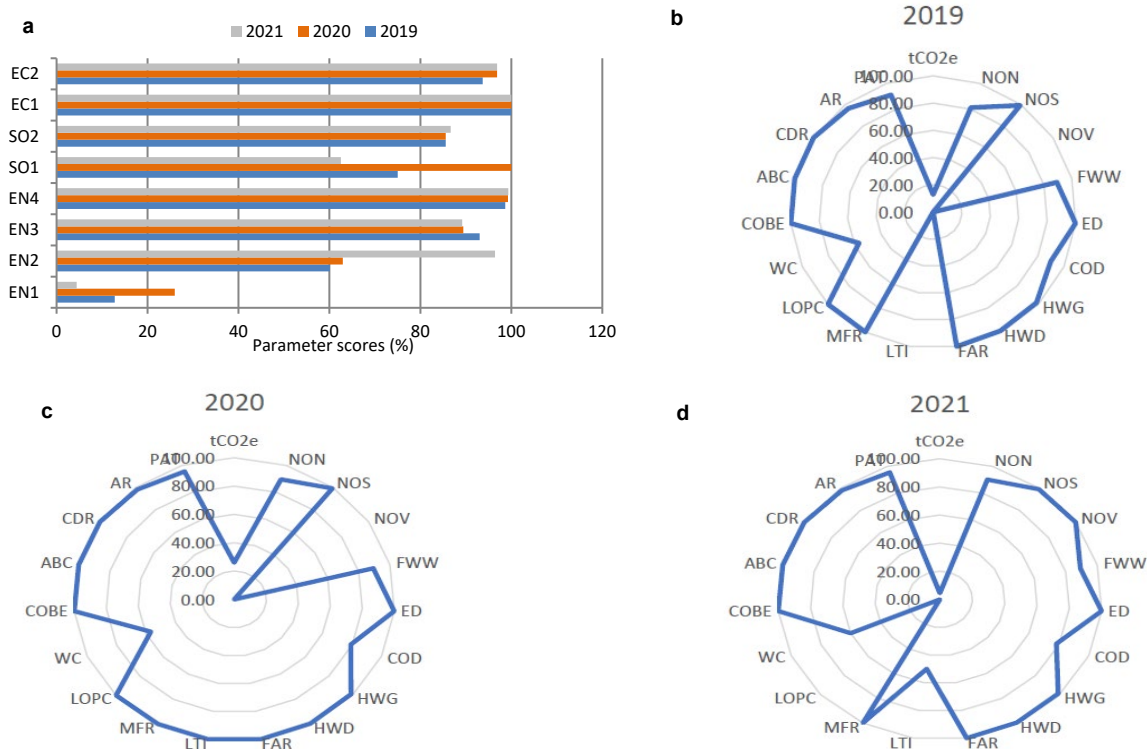 a
2021 2020 2019
EC2
EC1
SO2
SO1
EN4
EN3
EN2
EN1
0 20 40 60 80 100 120
Parameter scores (%)
b
2019
tCO2e
NON
NOS
NOV
FWW
ED
COD
HWG
HWD
FAR
LTI
MFR
LOPC
WC
COBE
ABC
CDR
AR
PAT
100.00
80.00
60.00
40.00
20.00
0.00
c
2020
tCO2e
NON
NOS
NOV
FWW
ED
COD
HWG
HWD
FAR
LTI
MFR
LOPC
WC
COBE
ABC
CDR
AR
PAT
100.00
80.00
60.00
40.00
20.00
0.00
d
2021
tCO2e
NON
NOS
NOV
FWW
ED
COD
HWG
HWD
FAR
LTI
MFR
LOPC
WC
COBE
ABC
CDR
AR
PAT
100.00
80.00
60.00
40.00
20.00
0.00